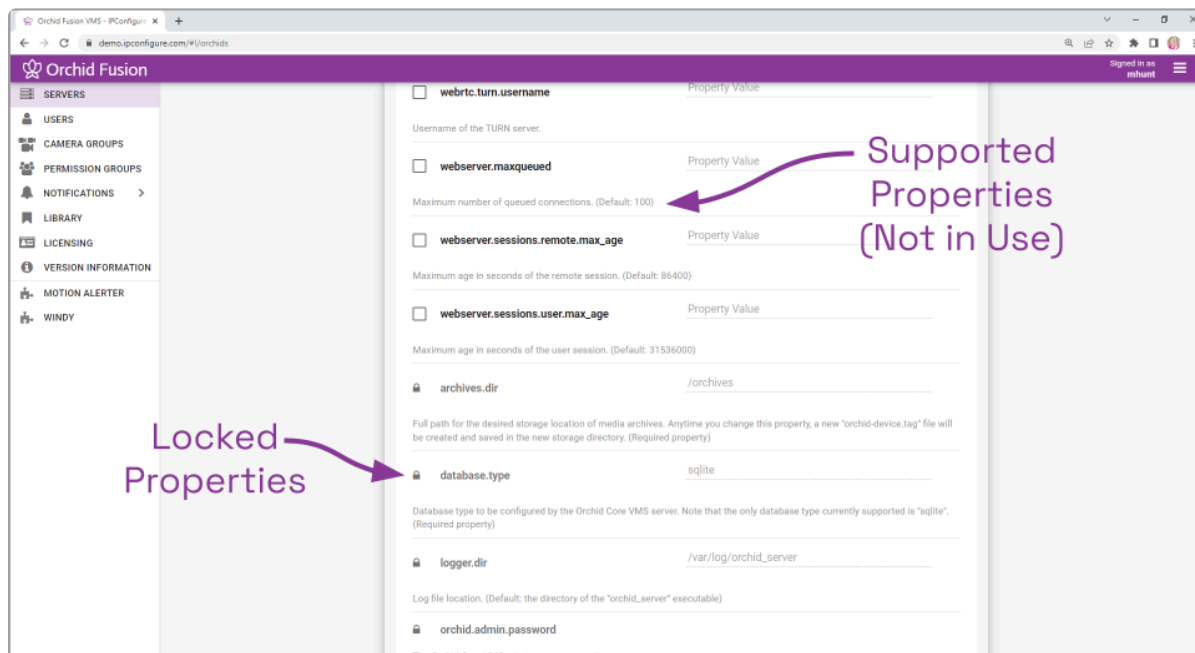 Orchid Fusion VMS - IPConfigure
demo.ipconfigure.com/#!/orchids
Orchid Fusion
Signed in as
mhunt
SERVERS
USERS
CAMERA GROUPS
PERMISSION GROUPS
NOTIFICATIONS
LIBRARY
LICENSING
VERSION INFORMATION
MOTION ALERTER
WINDY
webrtc.turn.username
Property Value
Username of the TURN server.
webserver.maxqueued
Property Value
Maximum number of queued connections. (Default: 100)
webserver.sessions.remote.max_age
Property Value
Maximum age in seconds of the remote session. (Default: 86400)
webserver.sessions.user.max_age
Property Value
Maximum age in seconds of the user session. (Default: 31536000)
archives.dir
/orchives
Full path for the desired storage location of media archives. Anytime you change this property, a new "orchid-device.tag" file will
be created and saved in the new storage directory. (Required property)
database.type
sqlite
Database type to be configured by the Orchid Core VMS server. Note that the only database type currently supported is "sqlite".
(Required property)
logger.dir
/var/log/orchid_server
Log file location. (Default: the directory of the "orchid_server" executable)
orchid.admin.password
Supported
Properties
(Not in Use)
Locked
Properties